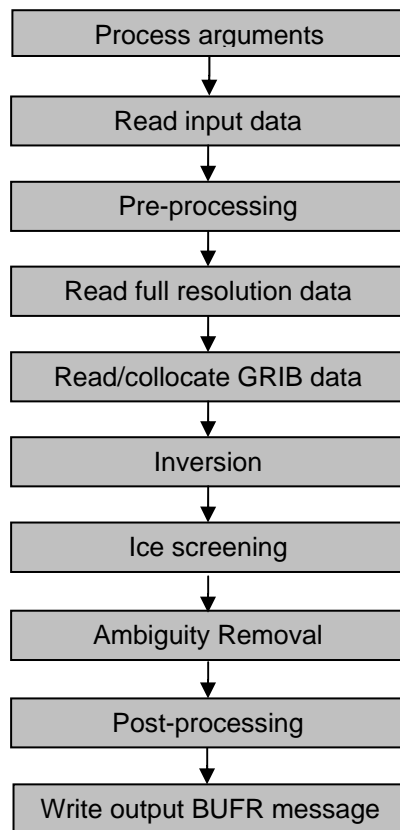 Process arguments
Read input data
Pre-processing
Read full resolution data
Read/collocate GRIB data
Inversion
Ice screening
Ambiguity Removal
Post-processing
Write output BUFR message